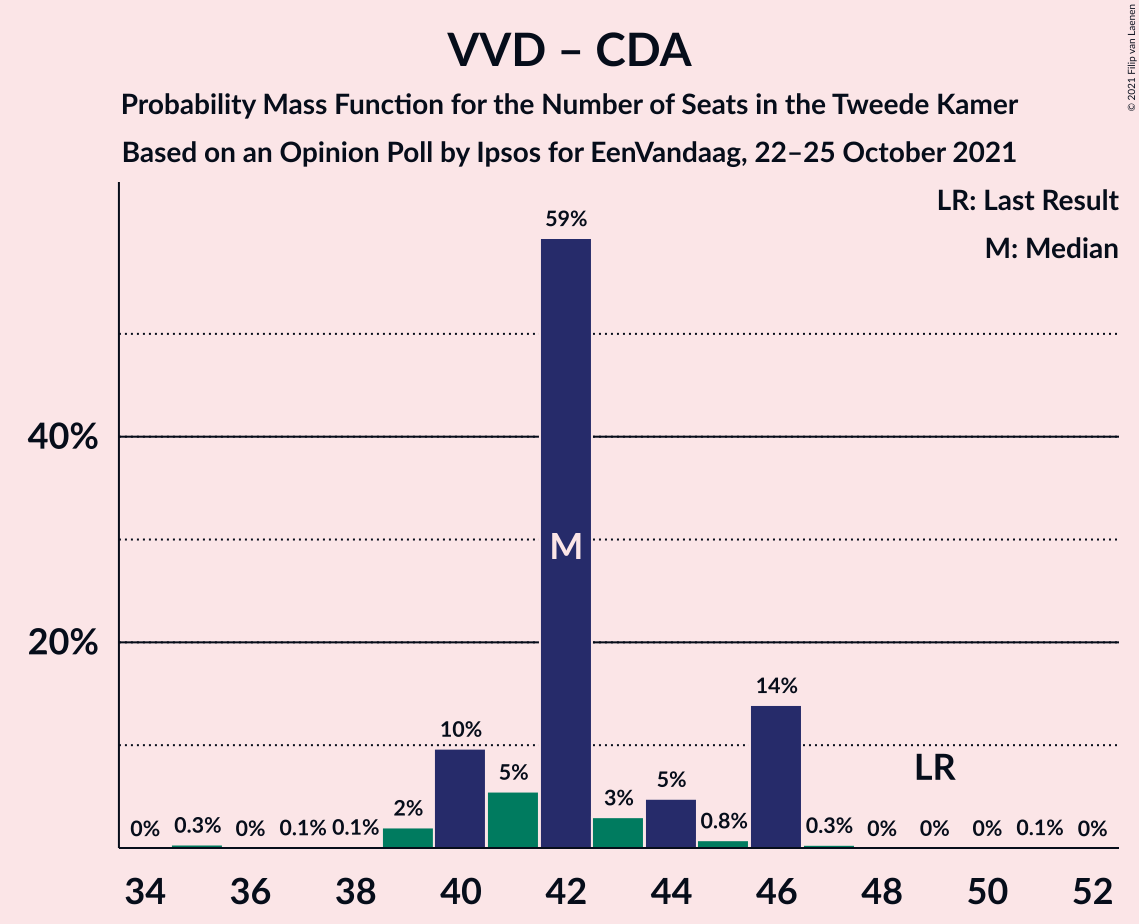 VVD – CDA
Probability Mass Function for the Number of Seats in the Tweede Kamer
Based on an Opinion Poll by Ipsos for EenVandaag, 22–25 October 2021
© 2021 Filip van Laenen
LR: Last Result
M: Median
59%
40%
M
20%
14%
10%
LR
5%
5%
3%
2%
0% 0.3% 0% 0.1% 0.1% 0.8% 0.3% 0% 0% 0% 0.1% 0%
34 36 38 40 42 44 46 48 50 52